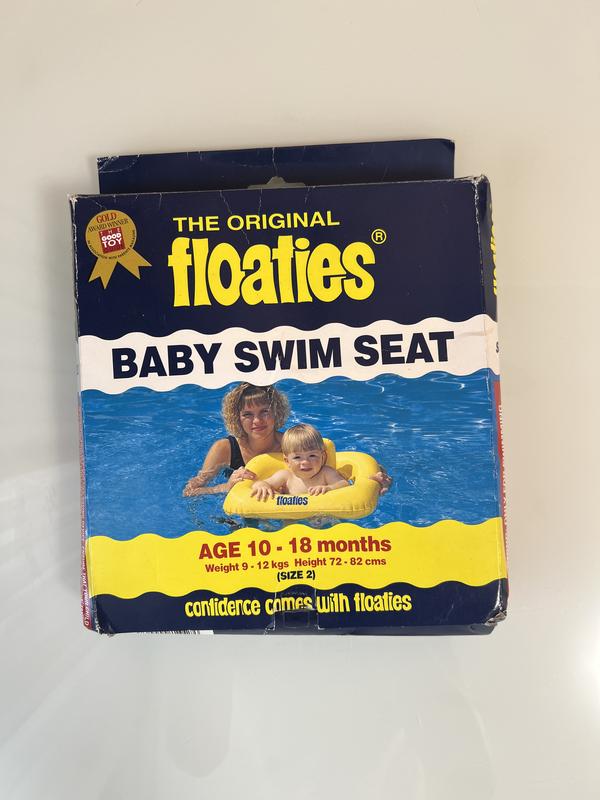 GOLD
AWARD WINNER
THE
GOOD
TOY
THE ORIGINAL
floaties®
BABY SWIM SEAT
floaties
AGE 10 - 18 months
Weight 9 - 12 kgs Height 72 - 82 cms
(SIZE 2)
confidence comes with floaties